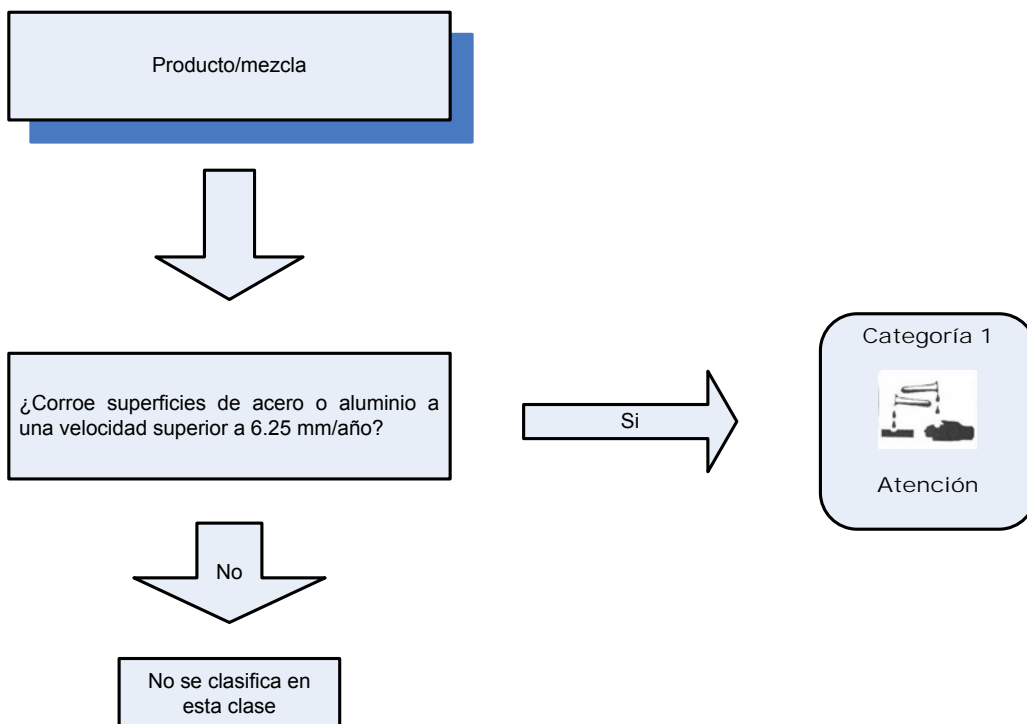 Producto/mezcla
¿Corroe superficies de acero o aluminio a
una velocidad superior a 6.25 mm/año?
Si
Categoría 1
Atención
No
No se clasifica en
esta clase